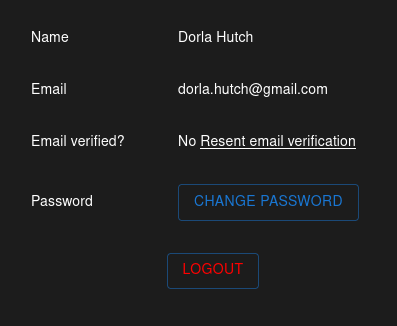 Name Dorla Hutch
Email dorla.hutch@gmail.com
Email verified? No Resent email verification
Password CHANGE PASSWORD
LOGOUT